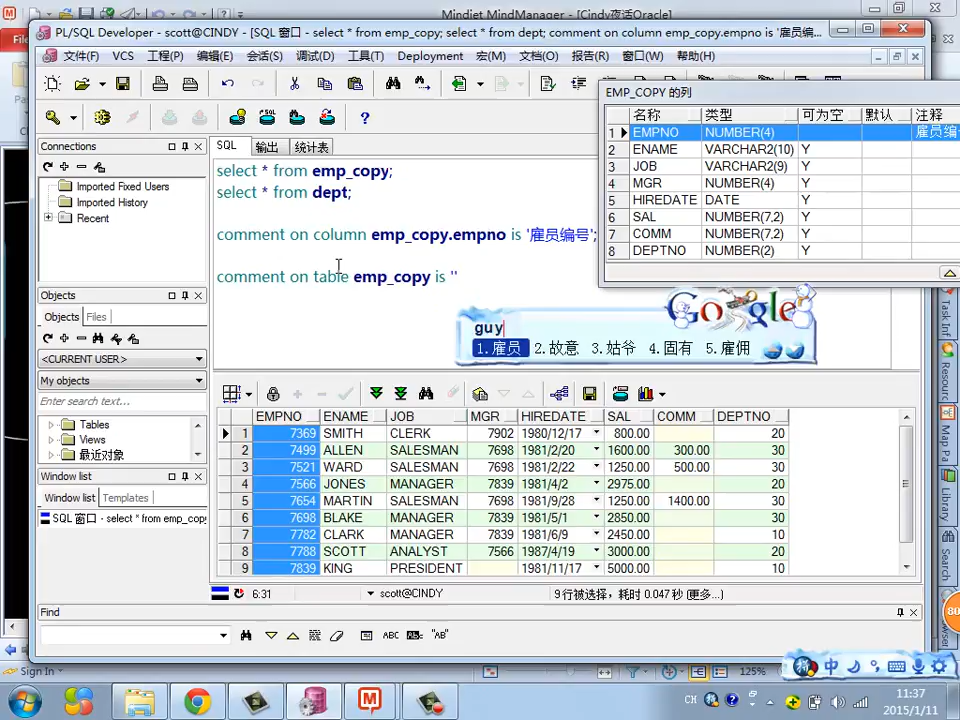 Mindjet MindManager - [Cindy夜话Oracle]
PL/SQL Developer - scott@CINDY - [SQL 窗口 - select * from emp_copy; select * from dept; comment on column emp_copy.empno is '雇员编...
文件(F) VCS 工程(P) 编辑(E) 会话(S) 调试(D) 工具(T) Deployment 宏(M) 文档(O) 报告(R) 窗口(W) 帮助(H)
EMP_COPY 的列
名称 类型 可为空 默认 注释
1 EMPNO NUMBER(4) 雇员编
2 ENAME VARCHAR2(10) Y
3 JOB VARCHAR2(9) Y
4 MGR NUMBER(4) Y
5 HIREDATE DATE Y
6 SAL NUMBER(7,2) Y
7 COMM NUMBER(7,2) Y
8 DEPTNO NUMBER(2) Y
Connections
Imported Fixed Users
Imported History
Recent
SQL 输出 统计表
select * from emp_copy;
select * from dept;
comment on column emp_copy.empno is '雇员编号';
comment on table emp_copy is ''
Google
guy
1.雇员 2.故意 3.姑爷 4.固有 5.雇佣
Objects
Objects Files
<CURRENT USER>
My objects
Enter search text...
Tables
Views
最近对象
Window list
Window list Templates
SQL 窗口 - select * from emp_copy
EMPNO ENAME JOB MGR HIREDATE SAL COMM DEPTNO
1 7369 SMITH CLERK 7902 1980/12/17 800.00 20
2 7499 ALLEN SALESMAN 7698 1981/2/20 1600.00 300.00 30
3 7521 WARD SALESMAN 7698 1981/2/22 1250.00 500.00 30
4 7566 JONES MANAGER 7839 1981/4/2 2975.00 20
5 7654 MARTIN SALESMAN 7698 1981/9/28 1250.00 1400.00 30
6 7698 BLAKE MANAGER 7839 1981/5/1 2850.00 30
7 7782 CLARK MANAGER 7839 1981/6/9 2450.00 10
8 7788 SCOTT ANALYST 7566 1987/4/19 3000.00 20
9 7839 KING PRESIDENT 1981/11/17 5000.00 10
6:31 scott@CINDY 9行被选择，耗时 0.047 秒 (更多...)
Find
ABC "AB"
Task Inf
Resourc
Map Pa
Library
Search
80
Sign In
125%
拼 中
CH
11:37
2015/1/11